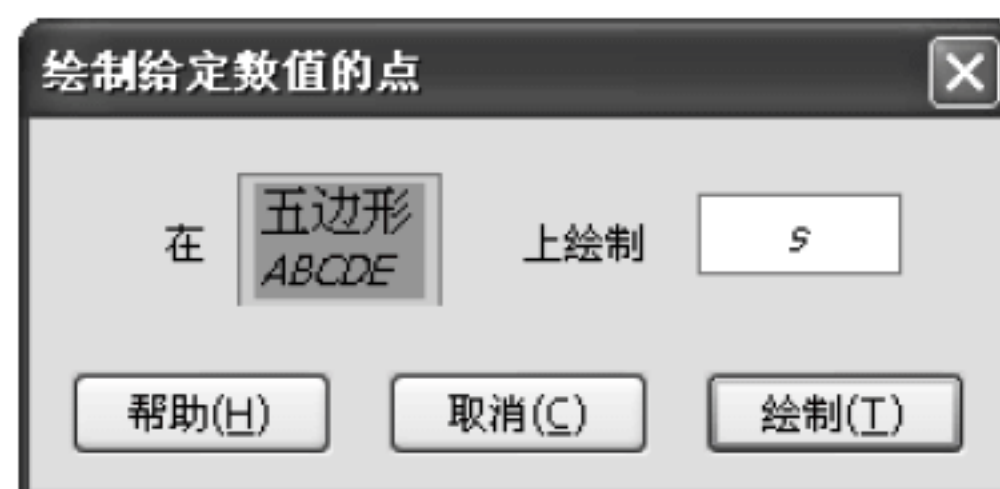 绘制给定数值的点
在 五边形 ABCDE 上绘制 s
帮助(H) 取消(C) 绘制(T)